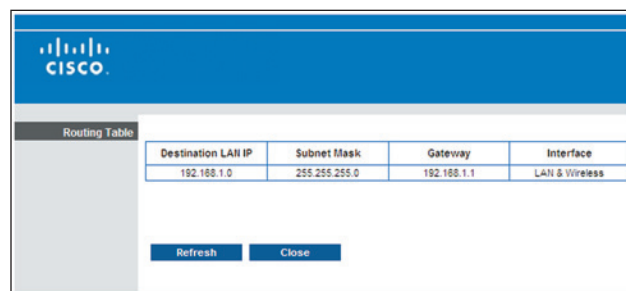 CISCO.
Routing Table
Destination LAN IP Subnet Mask Gateway Interface
192.168.1.0 255.255.255.0 192.168.1.1 LAN & Wireless
Refresh Close